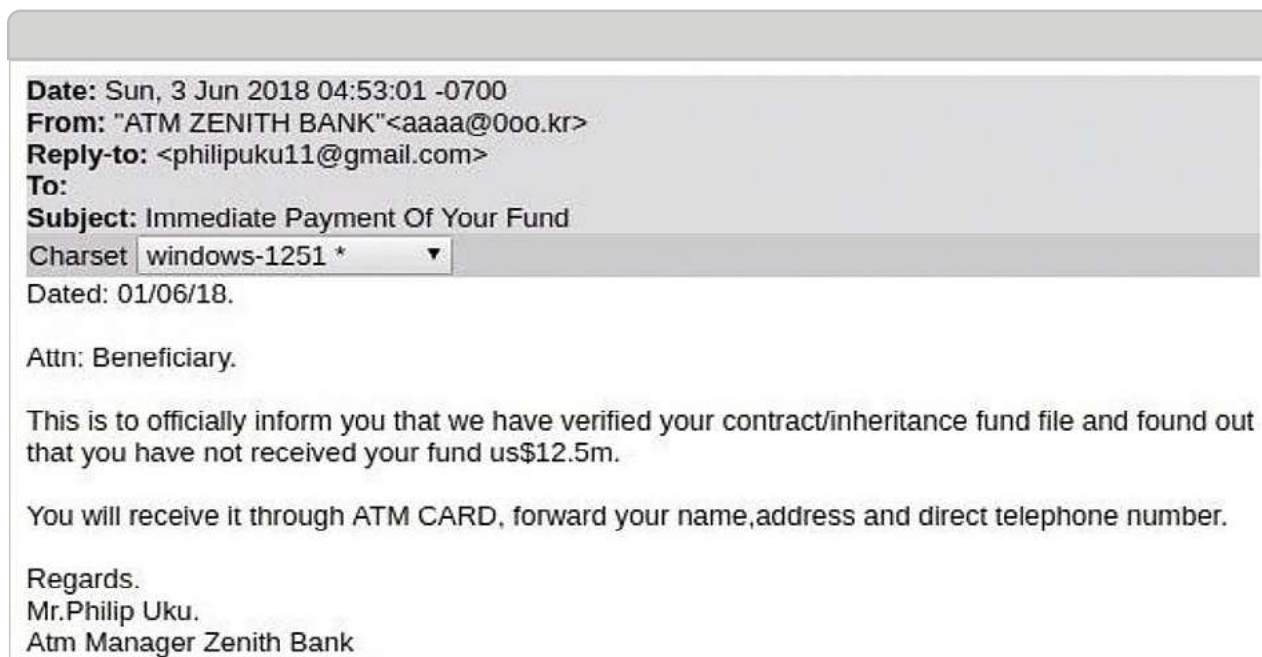 Date: Sun, 3 Jun 2018 04:53:01 -0700
From: "ATM ZENITH BANK"<aaaa@0oo.kr>
Reply-to: <philipuku11@gmail.com>
To:
Subject: Immediate Payment Of Your Fund
Charset windows-1251 *
Dated: 01/06/18.
Attn: Beneficiary.
This is to officially inform you that we have verified your contract/inheritance fund file and found out
that you have not received your fund us$12.5m.
You will receive it through ATM CARD, forward your name,address and direct telephone number.
Regards.
Mr.Philip Uku.
Atm Manager Zenith Bank